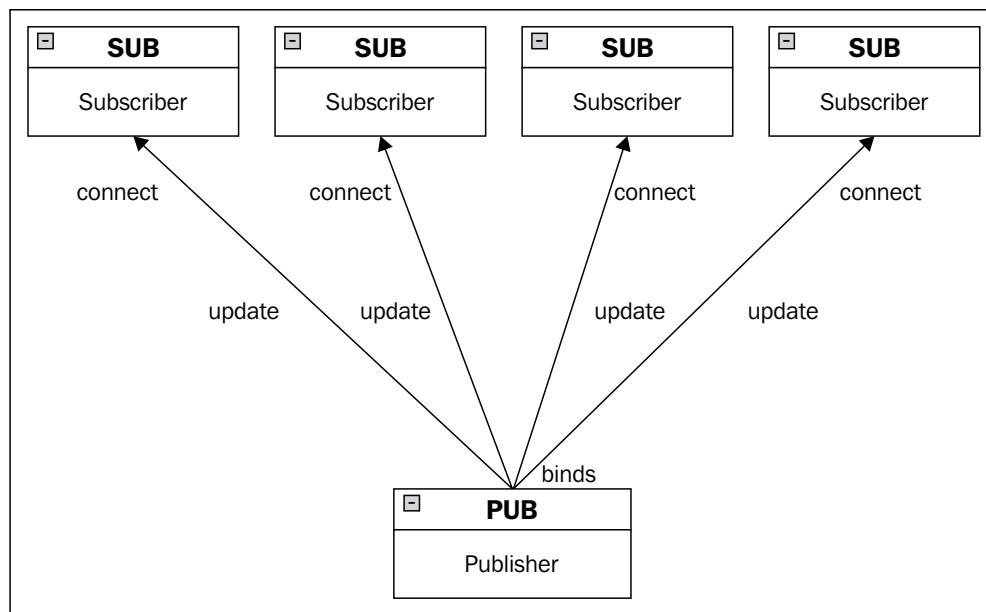 SUB SUB SUB SUB
Subscriber Subscriber Subscriber Subscriber
connect connect connect connect
update update update update
binds
PUB
Publisher